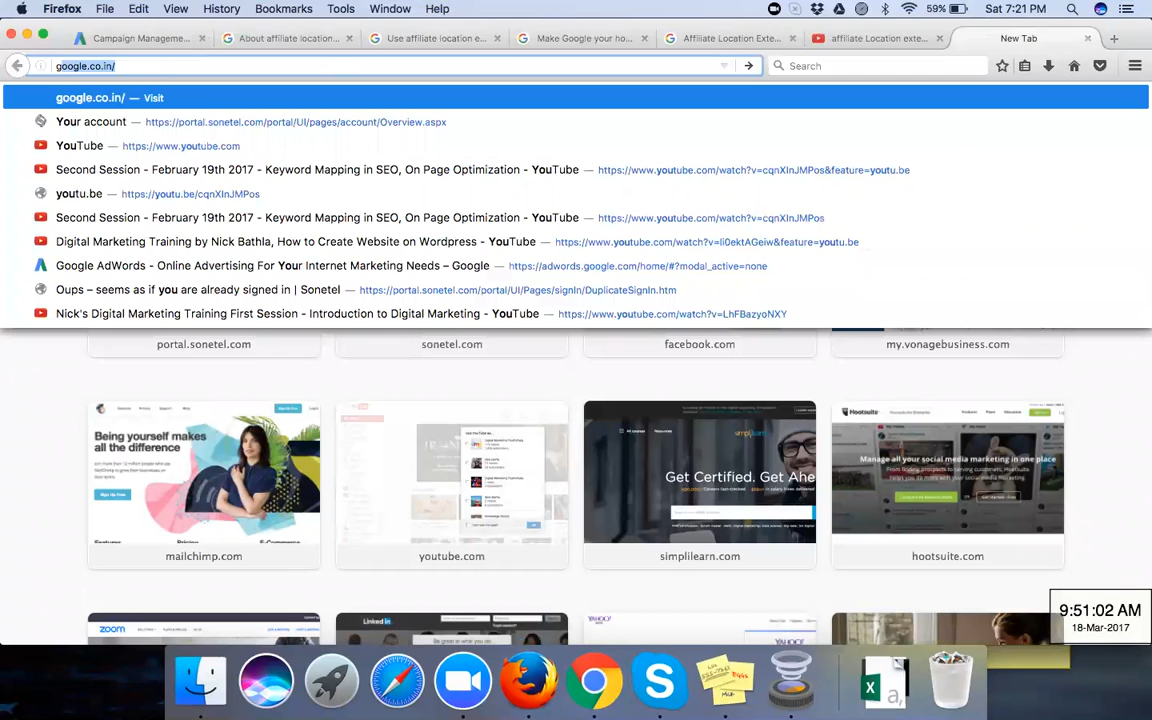 Firefox File Edit View History Bookmarks Tools Window Help 59% Sat 7:21 PM
Campaign Manageme... About affiliate location... Use affiliate location e... Make Google your ho... Affiliate Location Exte... affiliate Location exte... New Tab
google.co.in/ Search
google.co.in/ — Visit
Your account — https://portal.sonetel.com/portal/UI/pages/account/Overview.aspx
YouTube — https://www.youtube.com
Second Session - February 19th 2017 - Keyword Mapping in SEO, On Page Optimization - YouTube — https://www.youtube.com/watch?v=cqnXInJMPos&feature=youtu.be
youtu.be — https://youtu.be/cqnXInJMPos
Second Session - February 19th 2017 - Keyword Mapping in SEO, On Page Optimization - YouTube — https://www.youtube.com/watch?v=cqnXInJMPos
Digital Marketing Training by Nick Bathla, How to Create Website on Wordpress - YouTube — https://www.youtube.com/watch?v=Ii0ektAGeiw&feature=youtu.be
Google AdWords - Online Advertising For Your Internet Marketing Needs – Google — https://adwords.google.com/home/#?modal_active=none
Oups – seems as if you are already signed in | Sonetel — https://portal.sonetel.com/portal/UI/Pages/signIn/DuplicateSignIn.htm
Nick's Digital Marketing Training First Session - Introduction to Digital Marketing - YouTube — https://www.youtube.com/watch?v=LhFBazyoNXY
portal.sonetel.com sonetel.com facebook.com my.vonagebusiness.com
Being yourself makes
all the difference
simplilearn
Get Certified. Get Ahe
Hootsuite
Manage all your social media marketing in one place
mailchimp.com youtube.com simplilearn.com hootsuite.com
zoom
Linked in
YAHOO!
9:51:02 AM
18-Mar-2017